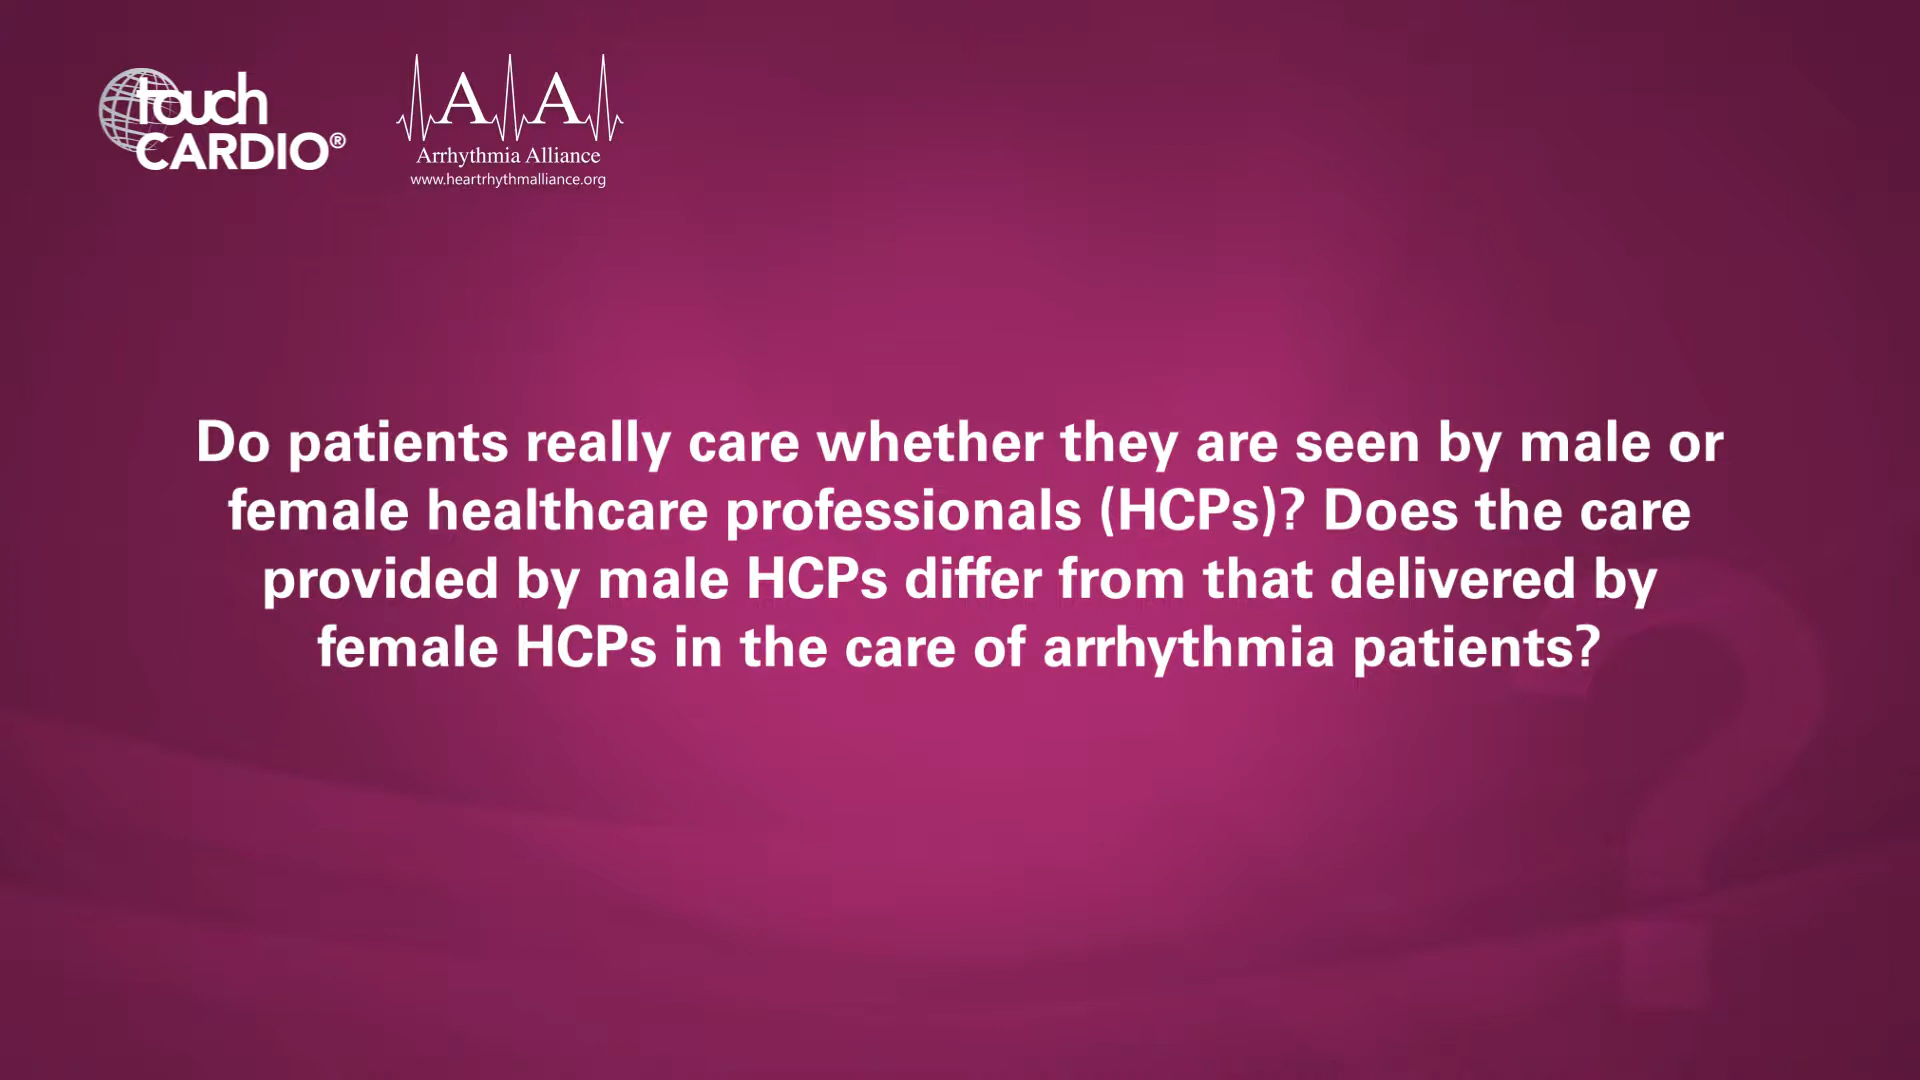 touch
CARDIO®
A A
Arrhythmia Alliance
www.heartrhythmalliance.org
Do patients really care whether they are seen by male or
female healthcare professionals (HCPs)? Does the care
provided by male HCPs differ from that delivered by
female HCPs in the care of arrhythmia patients?
?